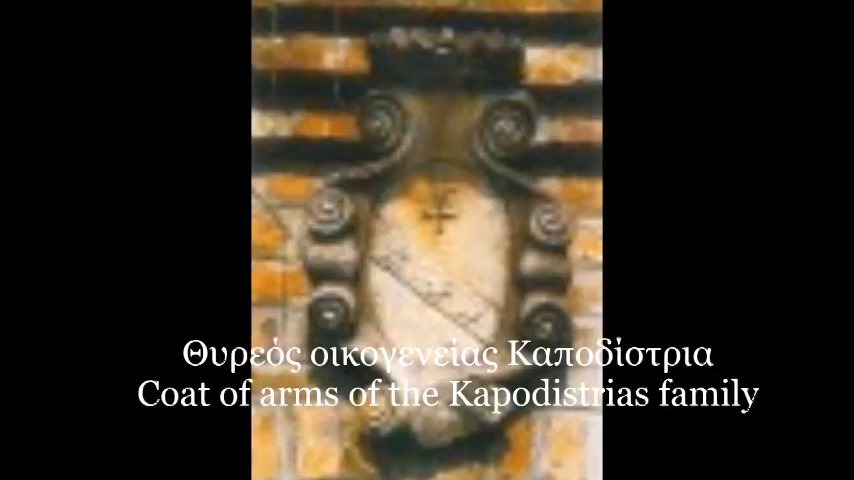 Θυρεός οικογενείας Καποδίστρια
Coat of arms of the Kapodistrias family